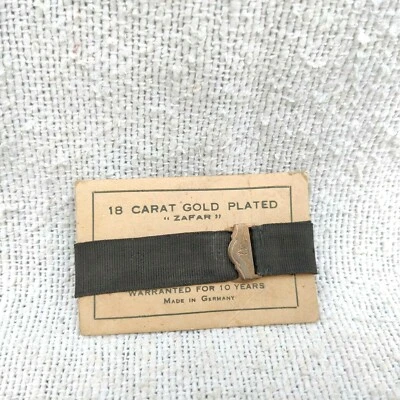 18 CARAT GOLD PLATED
"ZAFAR"
WARRANTED FOR 10 YEARS
MADE IN GERMANY